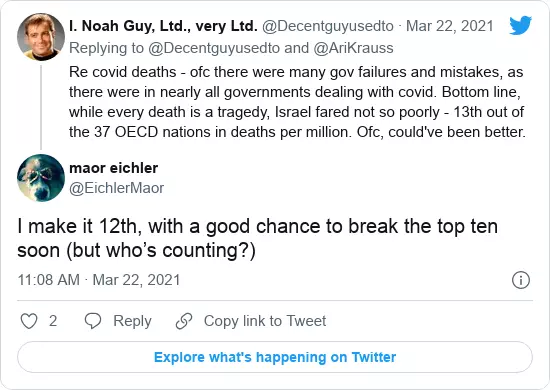 I. Noah Guy, Ltd., very Ltd. @Decentguyusedto · Mar 22, 2021
Replying to @Decentguyusedto and @AriKrauss
Re covid deaths - ofc there were many gov failures and mistakes, as
there were in nearly all governments dealing with covid. Bottom line,
while every death is a tragedy, Israel fared not so poorly - 13th out of
the 37 OECD nations in deaths per million. Ofc, could've been better.
maor eichler
@EichlerMaor
I make it 12th, with a good chance to break the top ten
soon (but who’s counting?)
11:08 AM · Mar 22, 2021
2 Reply Copy link to Tweet
Explore what's happening on Twitter